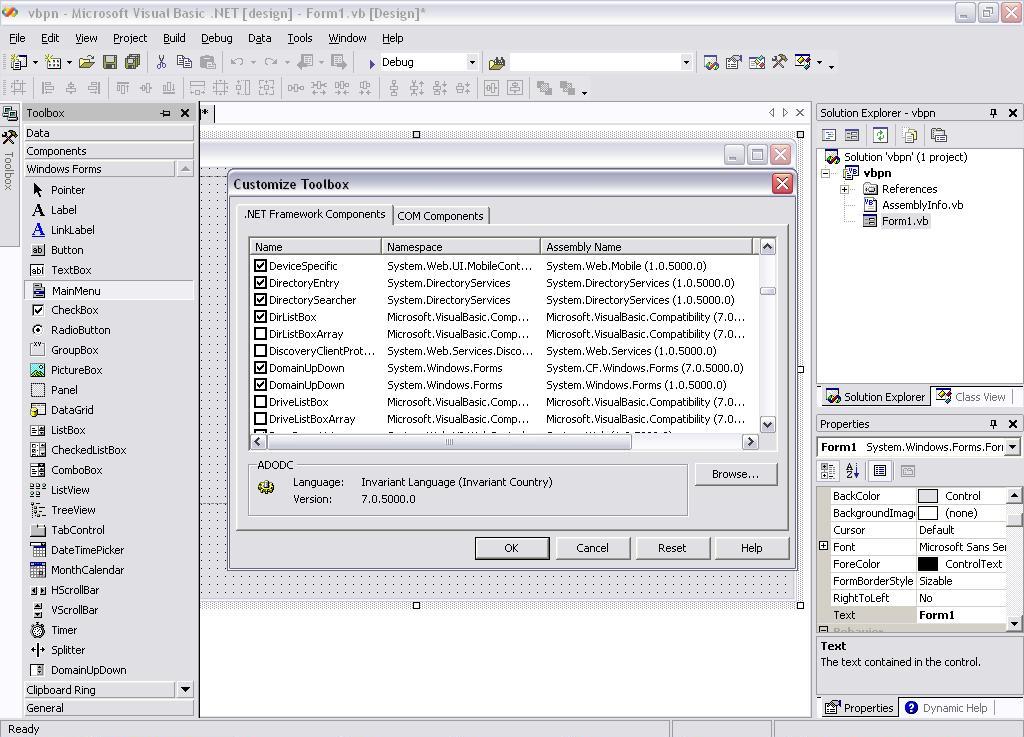 vbpn - Microsoft Visual Basic .NET [design] - Form1.vb [Design]*
File Edit View Project Build Debug Data Tools Window Help
Debug
Toolbox
*
Solution Explorer - vbpn
Toolbox
Data
Components
Windows Forms
Pointer
Label
LinkLabel
Button
TextBox
MainMenu
CheckBox
RadioButton
GroupBox
PictureBox
Panel
DataGrid
ListBox
CheckedListBox
ComboBox
ListView
TreeView
TabControl
DateTimePicker
MonthCalendar
HScrollBar
VScrollBar
Timer
Splitter
DomainUpDown
Clipboard Ring
General
Customize Toolbox
.NET Framework Components COM Components
Name Namespace Assembly Name
DeviceSpecific System.Web.UI.MobileCont... System.Web.Mobile (1.0.5000.0)
DirectoryEntry System.DirectoryServices System.DirectoryServices (1.0.5000.0)
DirectorySearcher System.DirectoryServices System.DirectoryServices (1.0.5000.0)
DirListBox Microsoft.VisualBasic.Comp... Microsoft.VisualBasic.Compatibility (7.0...
DirListBoxArray Microsoft.VisualBasic.Comp... Microsoft.VisualBasic.Compatibility (7.0...
DiscoveryClientProt... System.Web.Services.Disco... System.Web.Services (1.0.5000.0)
DomainUpDown System.Windows.Forms System.CF.Windows.Forms (7.0.5000.0)
DomainUpDown System.Windows.Forms System.Windows.Forms (1.0.5000.0)
DriveListBox Microsoft.VisualBasic.Comp... Microsoft.VisualBasic.Compatibility (7.0...
DriveListBoxArray Microsoft.VisualBasic.Comp... Microsoft.VisualBasic.Compatibility (7.0...
ADODC
Language: Invariant Language (Invariant Country)
Version: 7.0.5000.0
Browse...
OK Cancel Reset Help
Solution 'vbpn' (1 project)
vbpn
References
AssemblyInfo.vb
Form1.vb
Solution Explorer Class View
Properties
Form1 System.Windows.Forms.For
BackColor Control
BackgroundImag (none)
Cursor Default
Font Microsoft Sans Se
ForeColor ControlText
FormBorderStyle Sizable
RightToLeft No
Text Form1
Behavior
Text
The text contained in the control.
Properties Dynamic Help
Ready